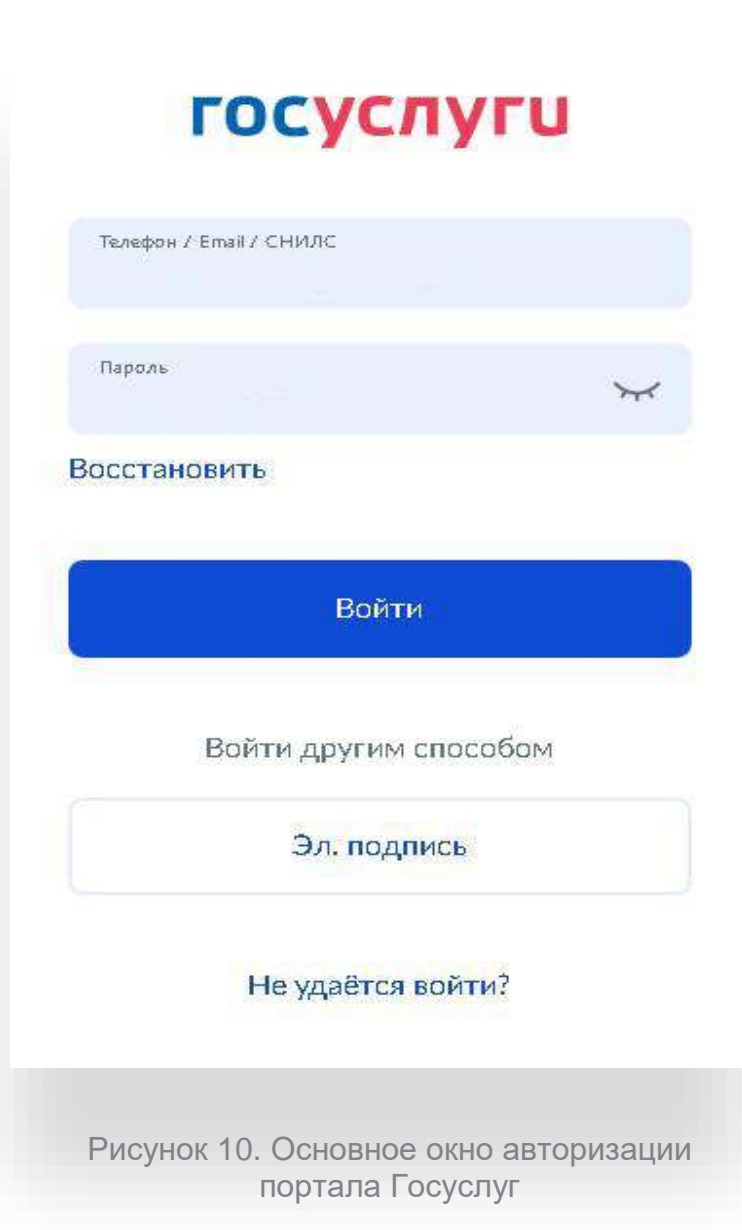 госуслуги
Телефон / Email / СНИЛС
Пароль
Восстановить
Войти
Войти другим способом
Эл. подпись
Не удаётся войти?
Рисунок 10. Основное окно авторизации
портала Госуслуг